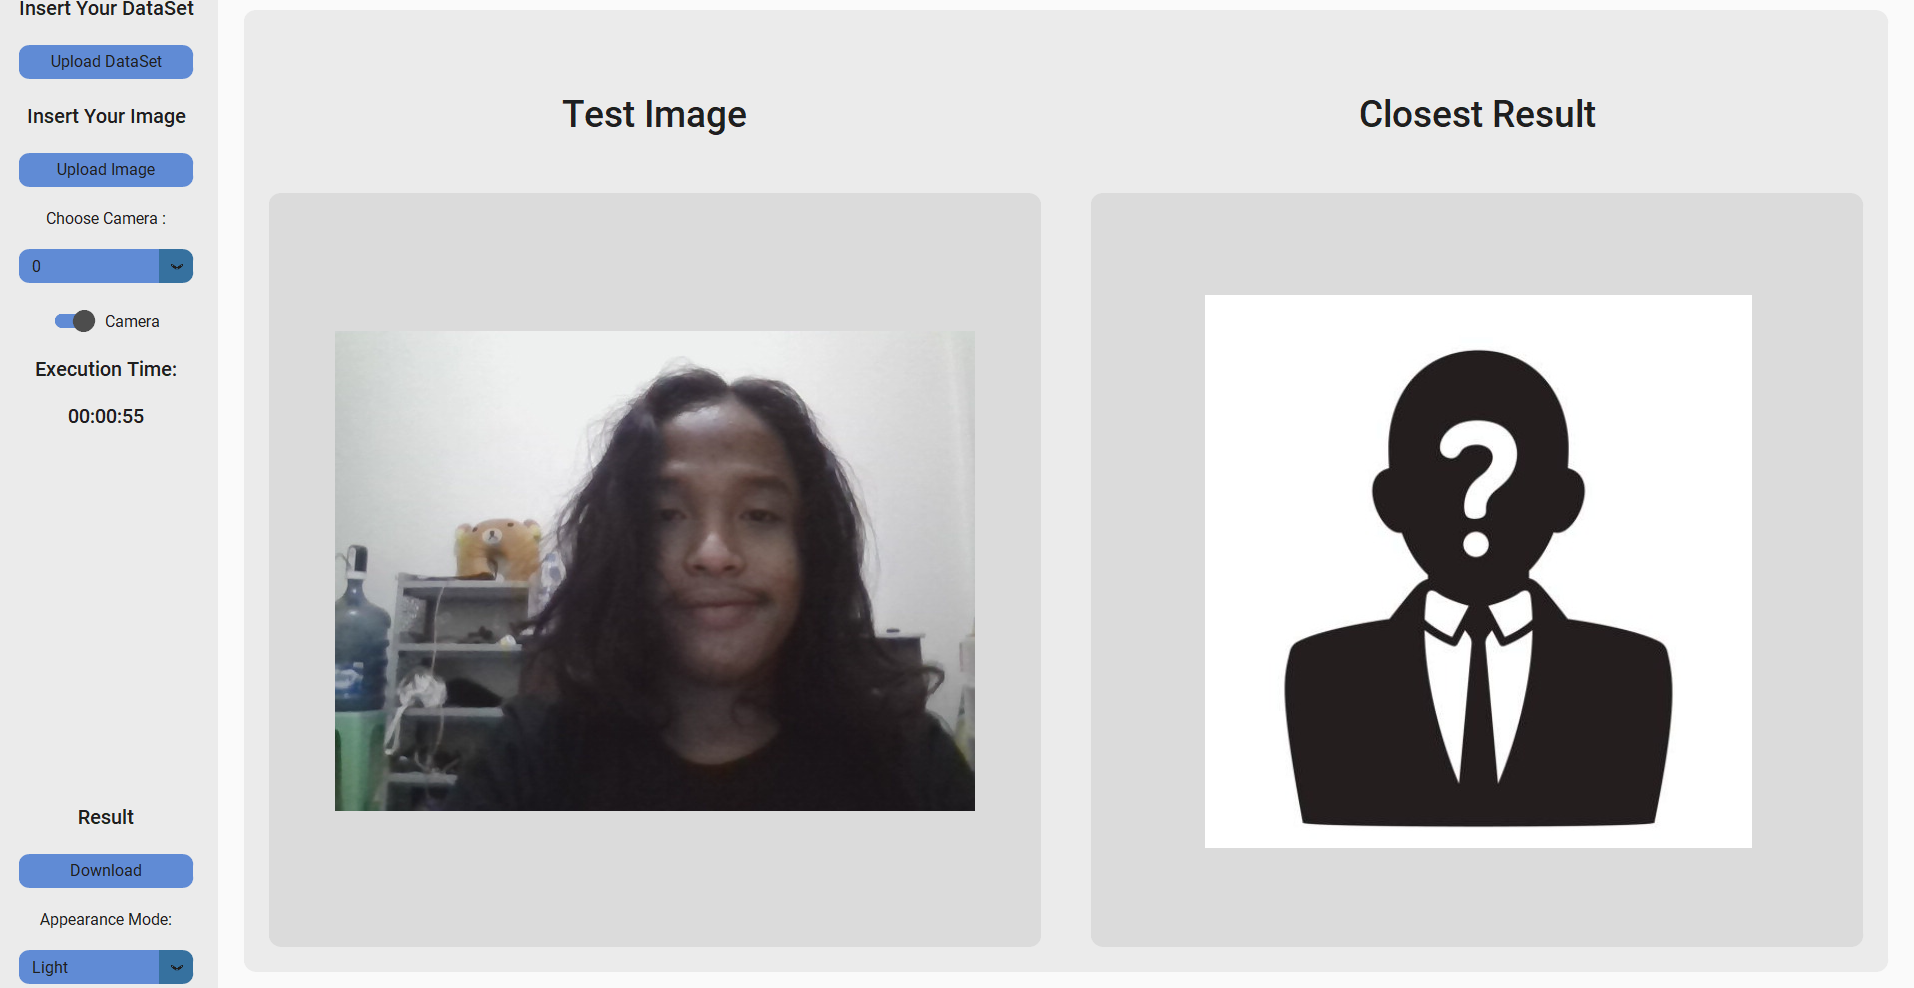 Insert Your DataSet
Upload DataSet
Insert Your Image
Upload Image
Choose Camera :
0
Camera
Execution Time:
00:00:55
Result
Download
Appearance Mode:
Light
Test Image
Closest Result
?